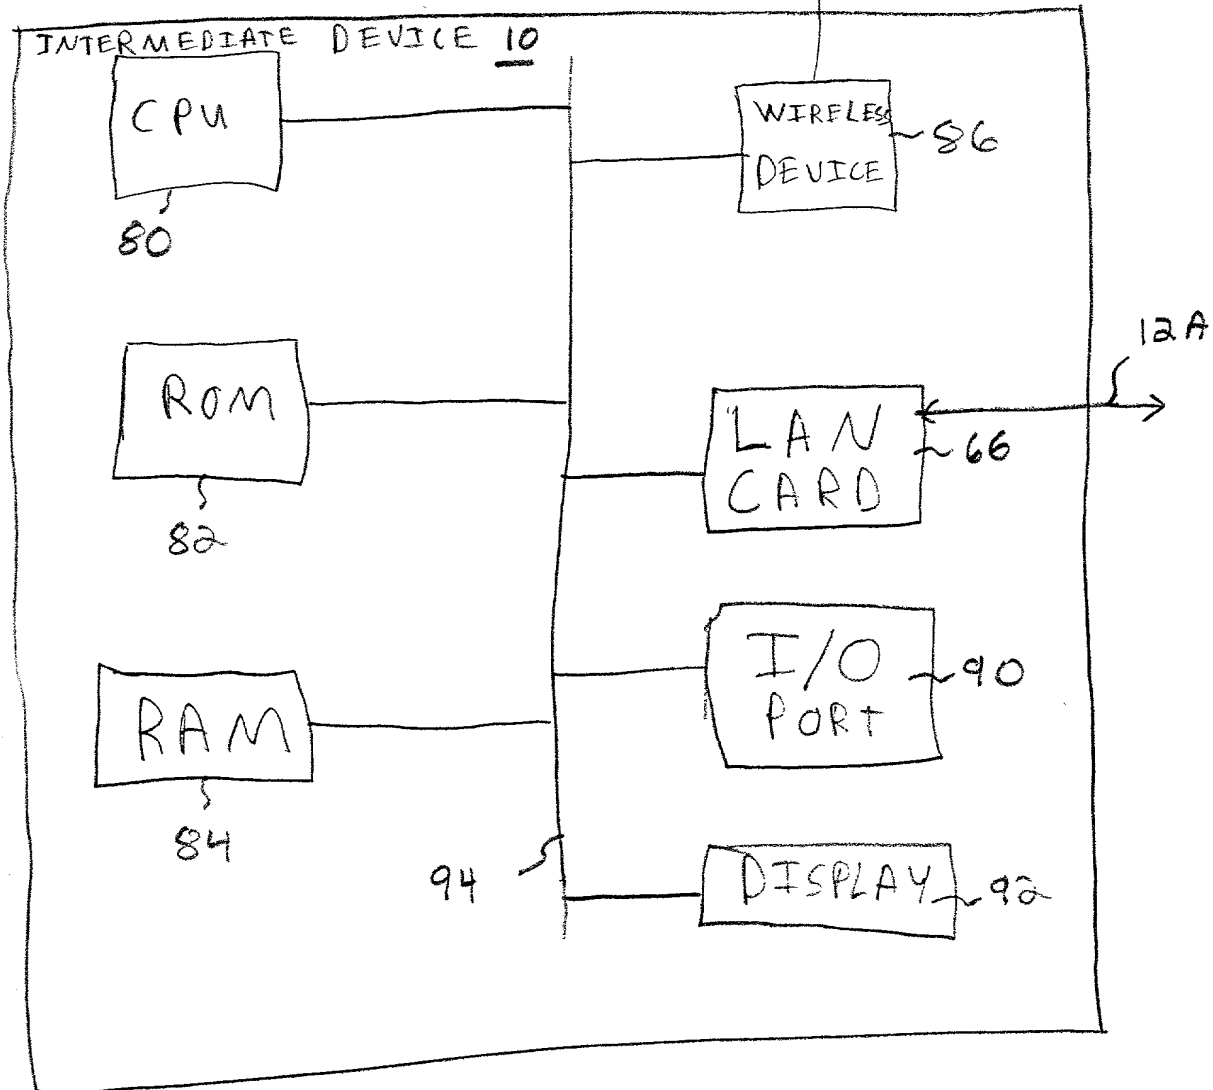 INTERMEDIATE DEVICE 10
CPU
80
WIRELESS
DEVICE
86
12A
ROM
82
LAN
CARD
66
RAM
84
I/O
PORT
90
94
DISPLAY
92